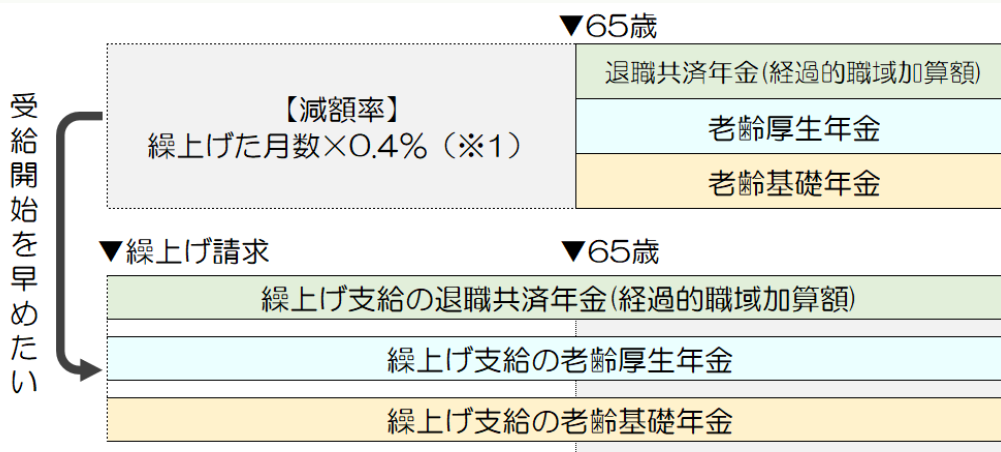 ▼65歳
退職共済年金(経過的職域加算額)
【減額率】
繰上げた月数×0.4%（※1）
老齢厚生年金
老齢基礎年金
受給開始を早めたい
▼繰上げ請求
▼65歳
繰上げ支給の退職共済年金(経過的職域加算額)
繰上げ支給の老齢厚生年金
繰上げ支給の老齢基礎年金